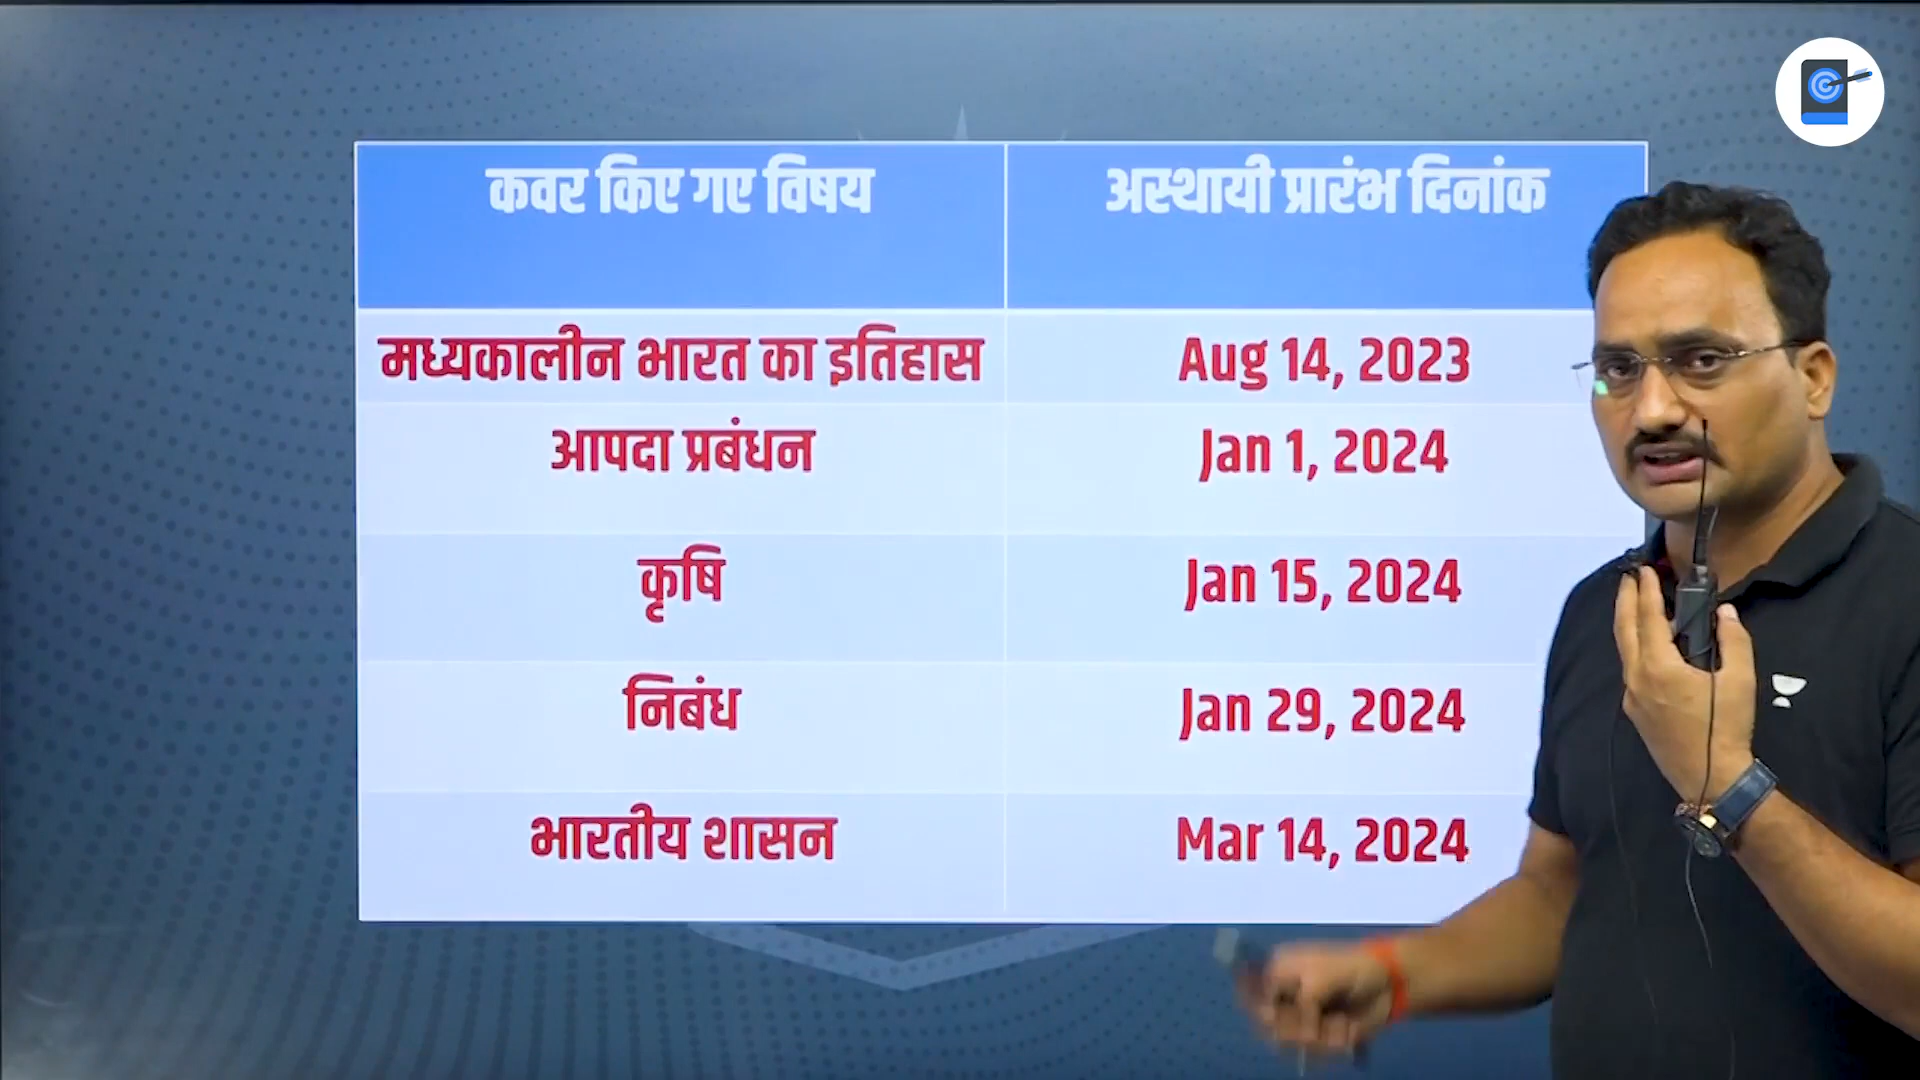 कवर किए गए विषय
अस्थायी प्रारंभ दिनांक
मध्यकालीन भारत का इतिहास
Aug 14, 2023
आपदा प्रबंधन
Jan 1, 2024
कृषि
Jan 15, 2024
निबंध
Jan 29, 2024
भारतीय शासन
Mar 14, 2024